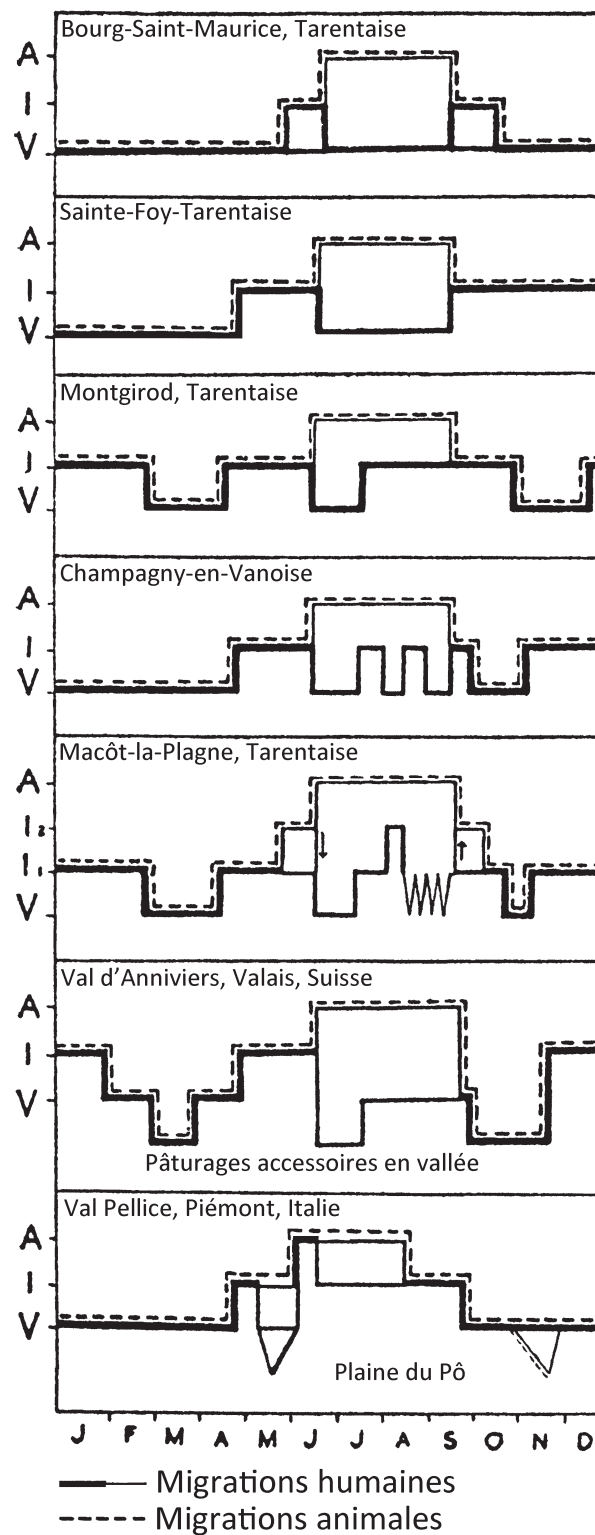 Bourg-Saint-Maurice, Tarentaise
A
I
V
Sainte-Foy-Tarentaise
A
I
V
Montgirod, Tarentaise
A
I
V
Champagny-en-Vanoise
A
I
V
Macôt-la-Plagne, Tarentaise
A
I₂
I₁
V
Val d'Anniviers, Valais, Suisse
A
I
V
Pâturages accessoires en vallée
Val Pellice, Piémont, Italie
A
I
V
Plaine du Pô
J F M A M J J A S O N D
Migrations humaines
Migrations animales